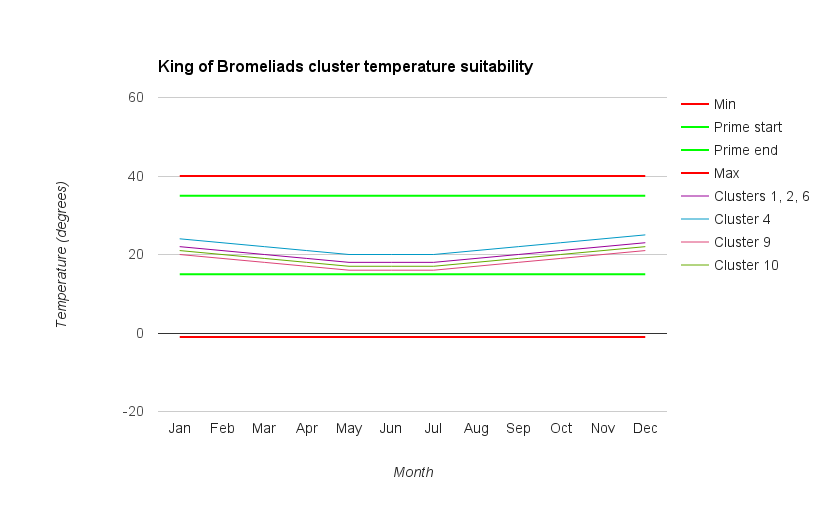 King of Bromeliads cluster temperature suitability
60
40
20
0
-20
Temperature (degrees)
Jan Feb Mar Apr May Jun Jul Aug Sep Oct Nov Dec
Month
Min
Prime start
Prime end
Max
Clusters 1, 2, 6
Cluster 4
Cluster 9
Cluster 10